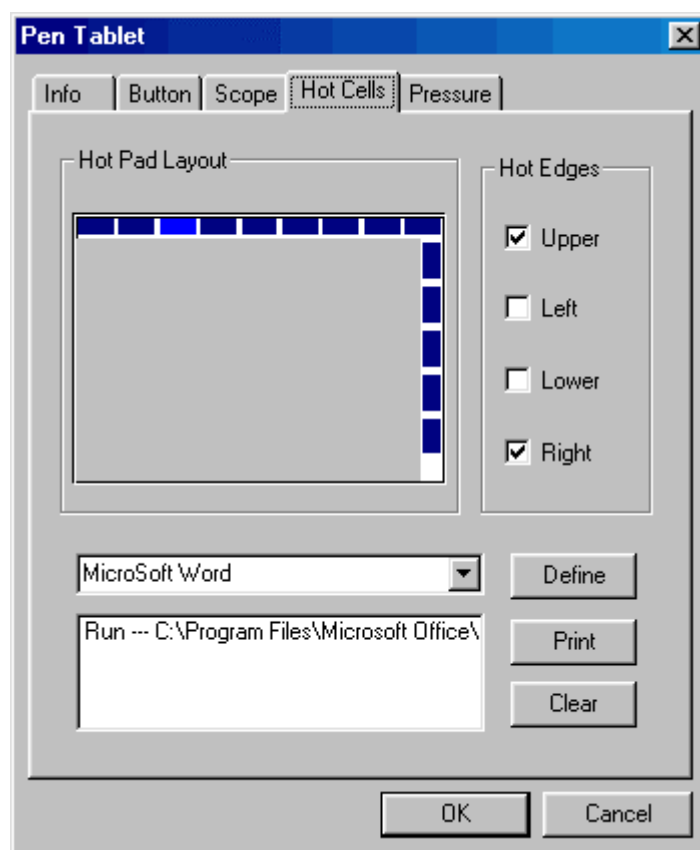 Pen Tablet
Info Button Scope Hot Cells Pressure
Hot Pad Layout
Hot Edges
Upper
Left
Lower
Right
MicroSoft Word
Define
Run --- C:\Program Files\Microsoft Office\
Print
Clear
OK Cancel